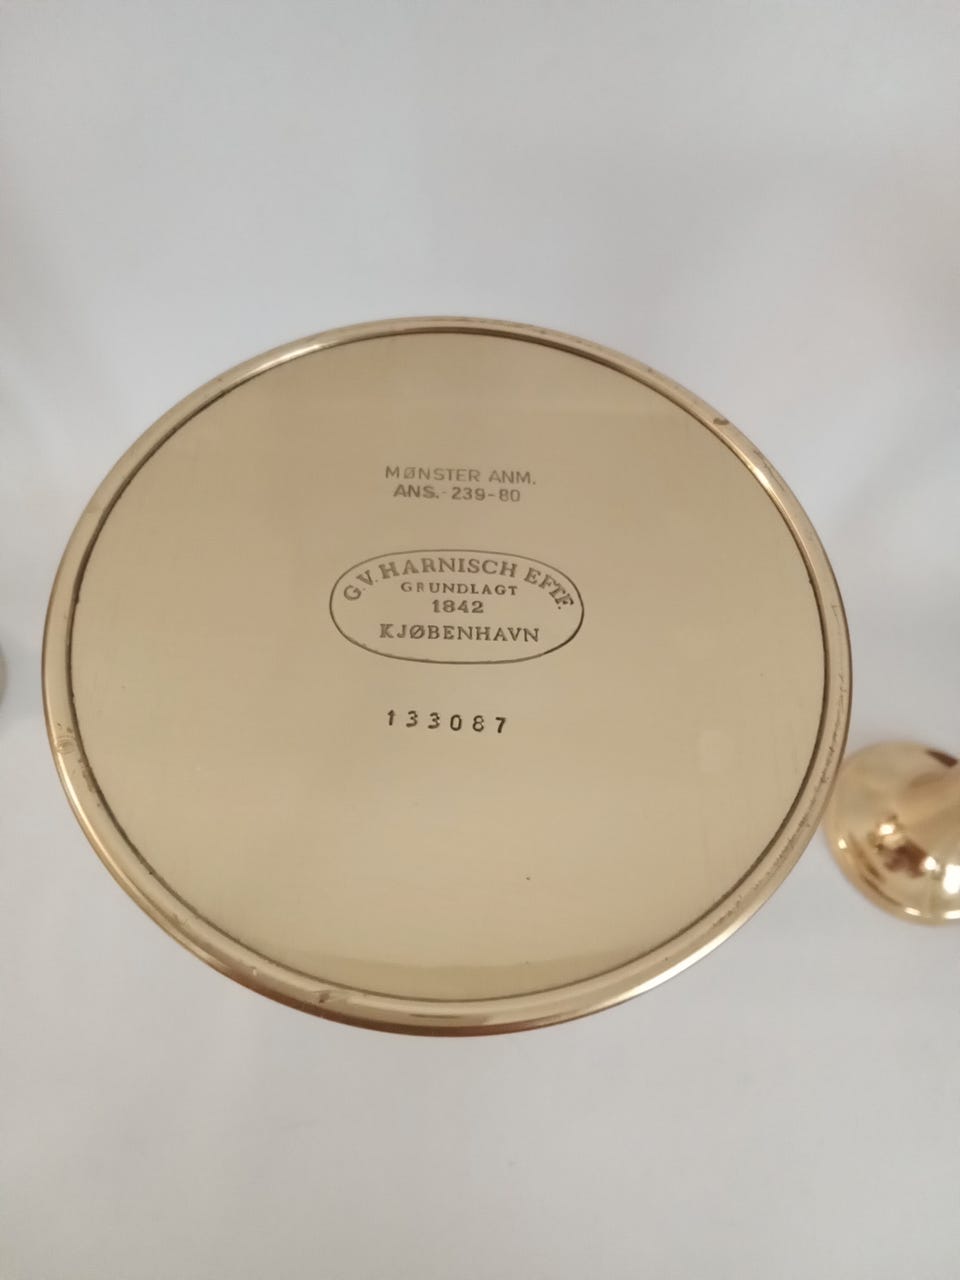 MØNSTER ANM.
ANS.-239-80
G.V. HARNISCH EFTF.
GRUNDLAGT
1842
KJØBENHAVN
133087